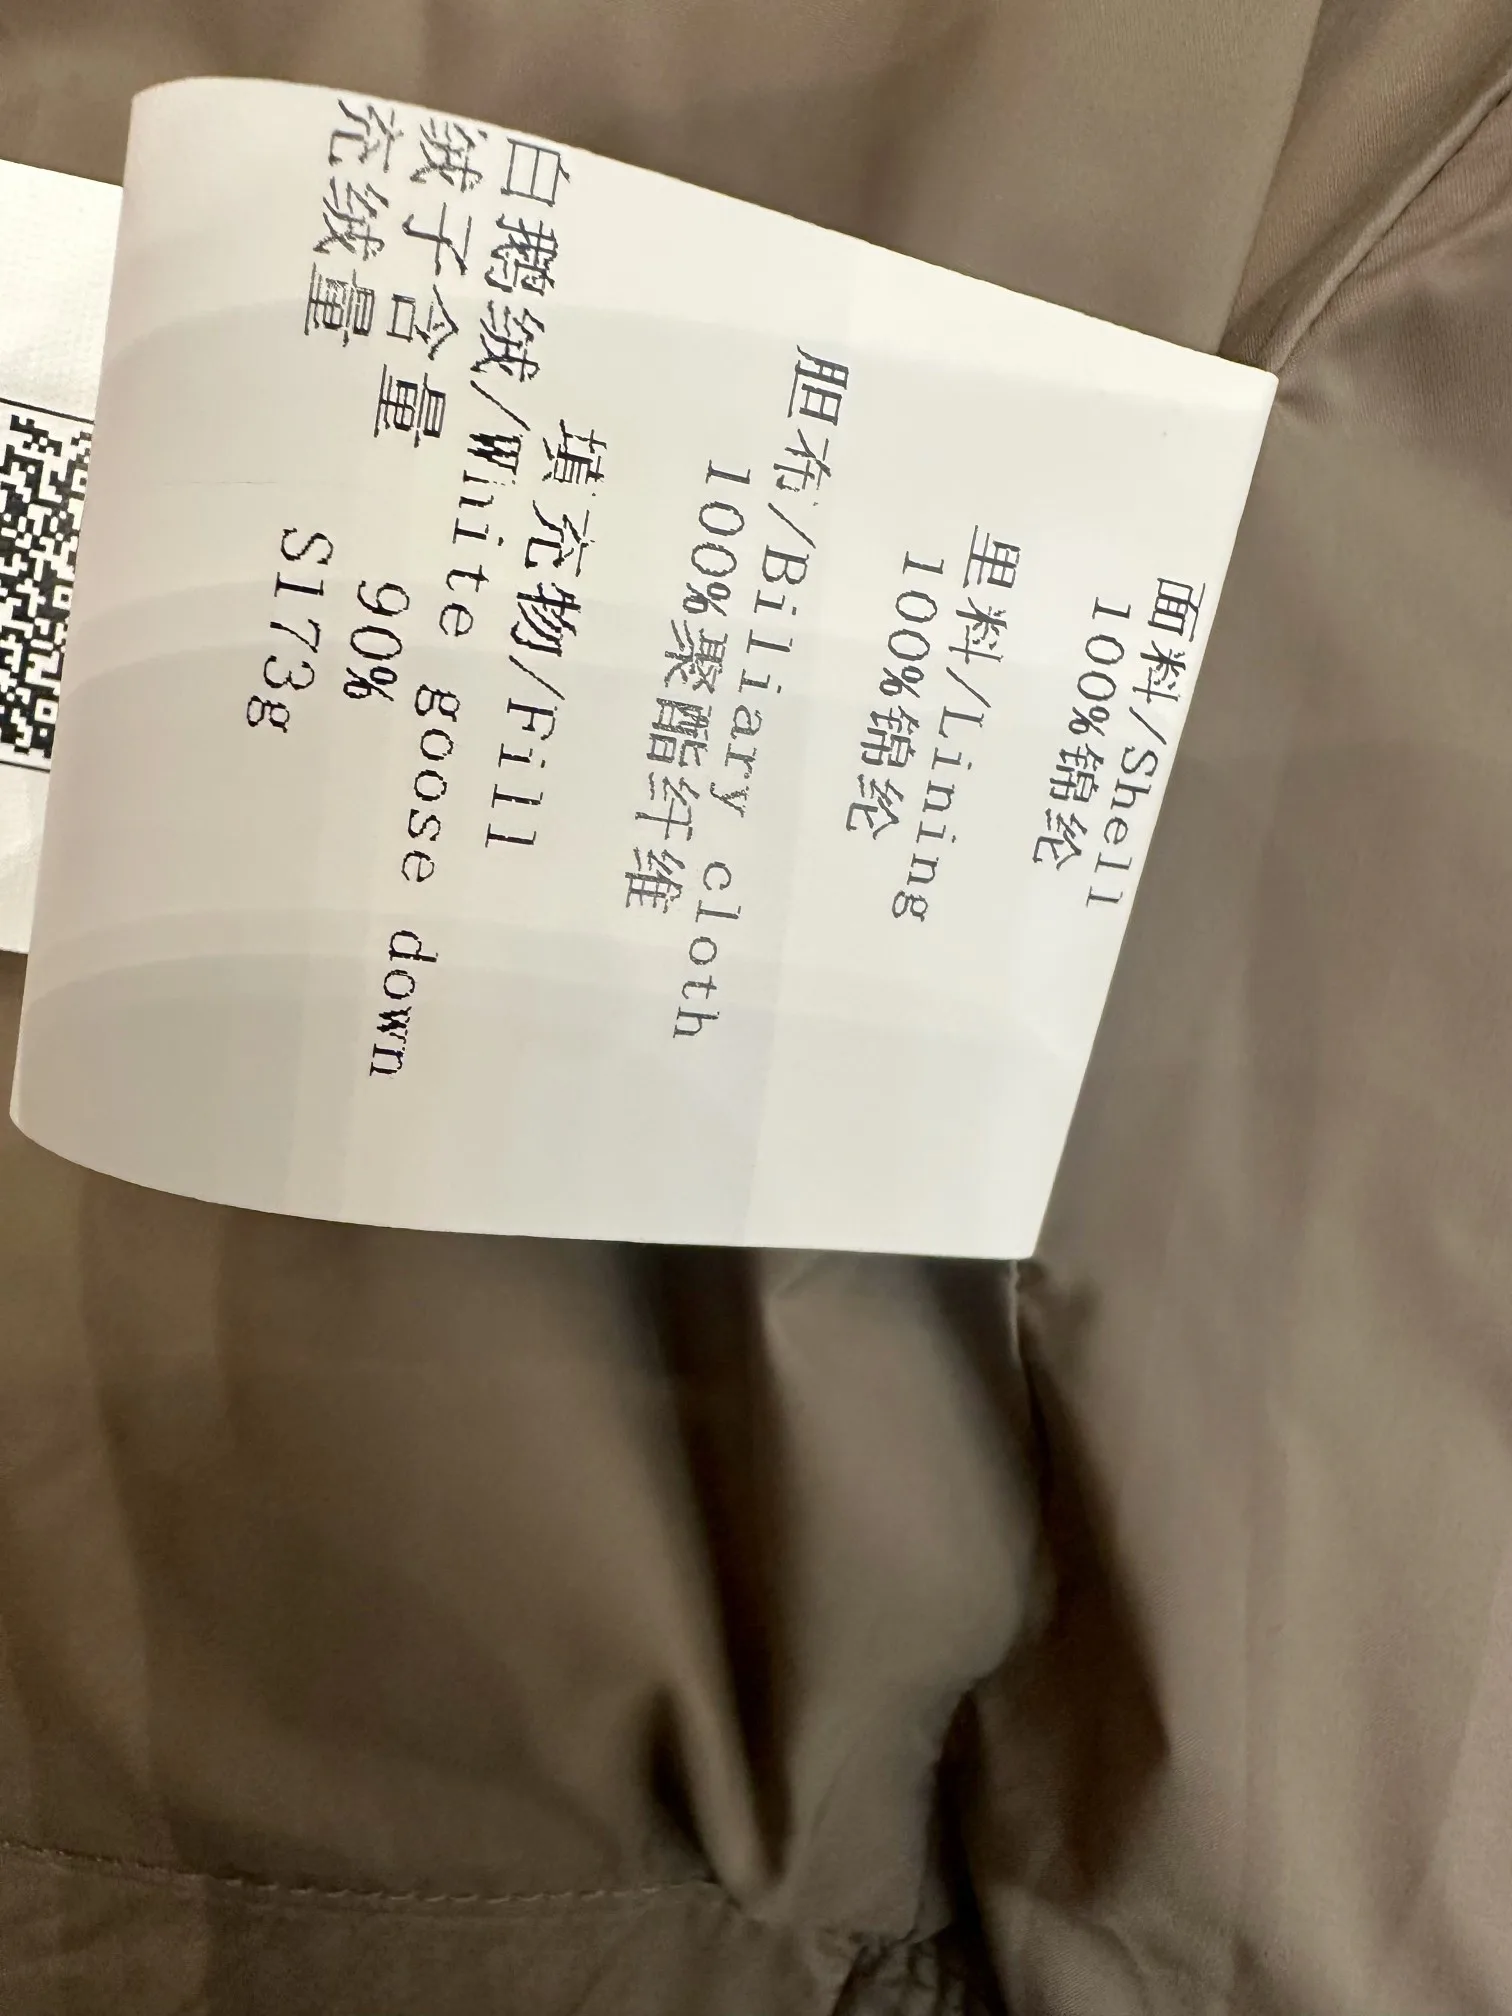 面料/Shell
100%锦纶
里料/Lining
100%锦纶
胆布/Biliary cloth
100%聚酯纤维
填充物/Fill
白鹅绒/White goose down
绒子含量 90%
充绒量 S173g